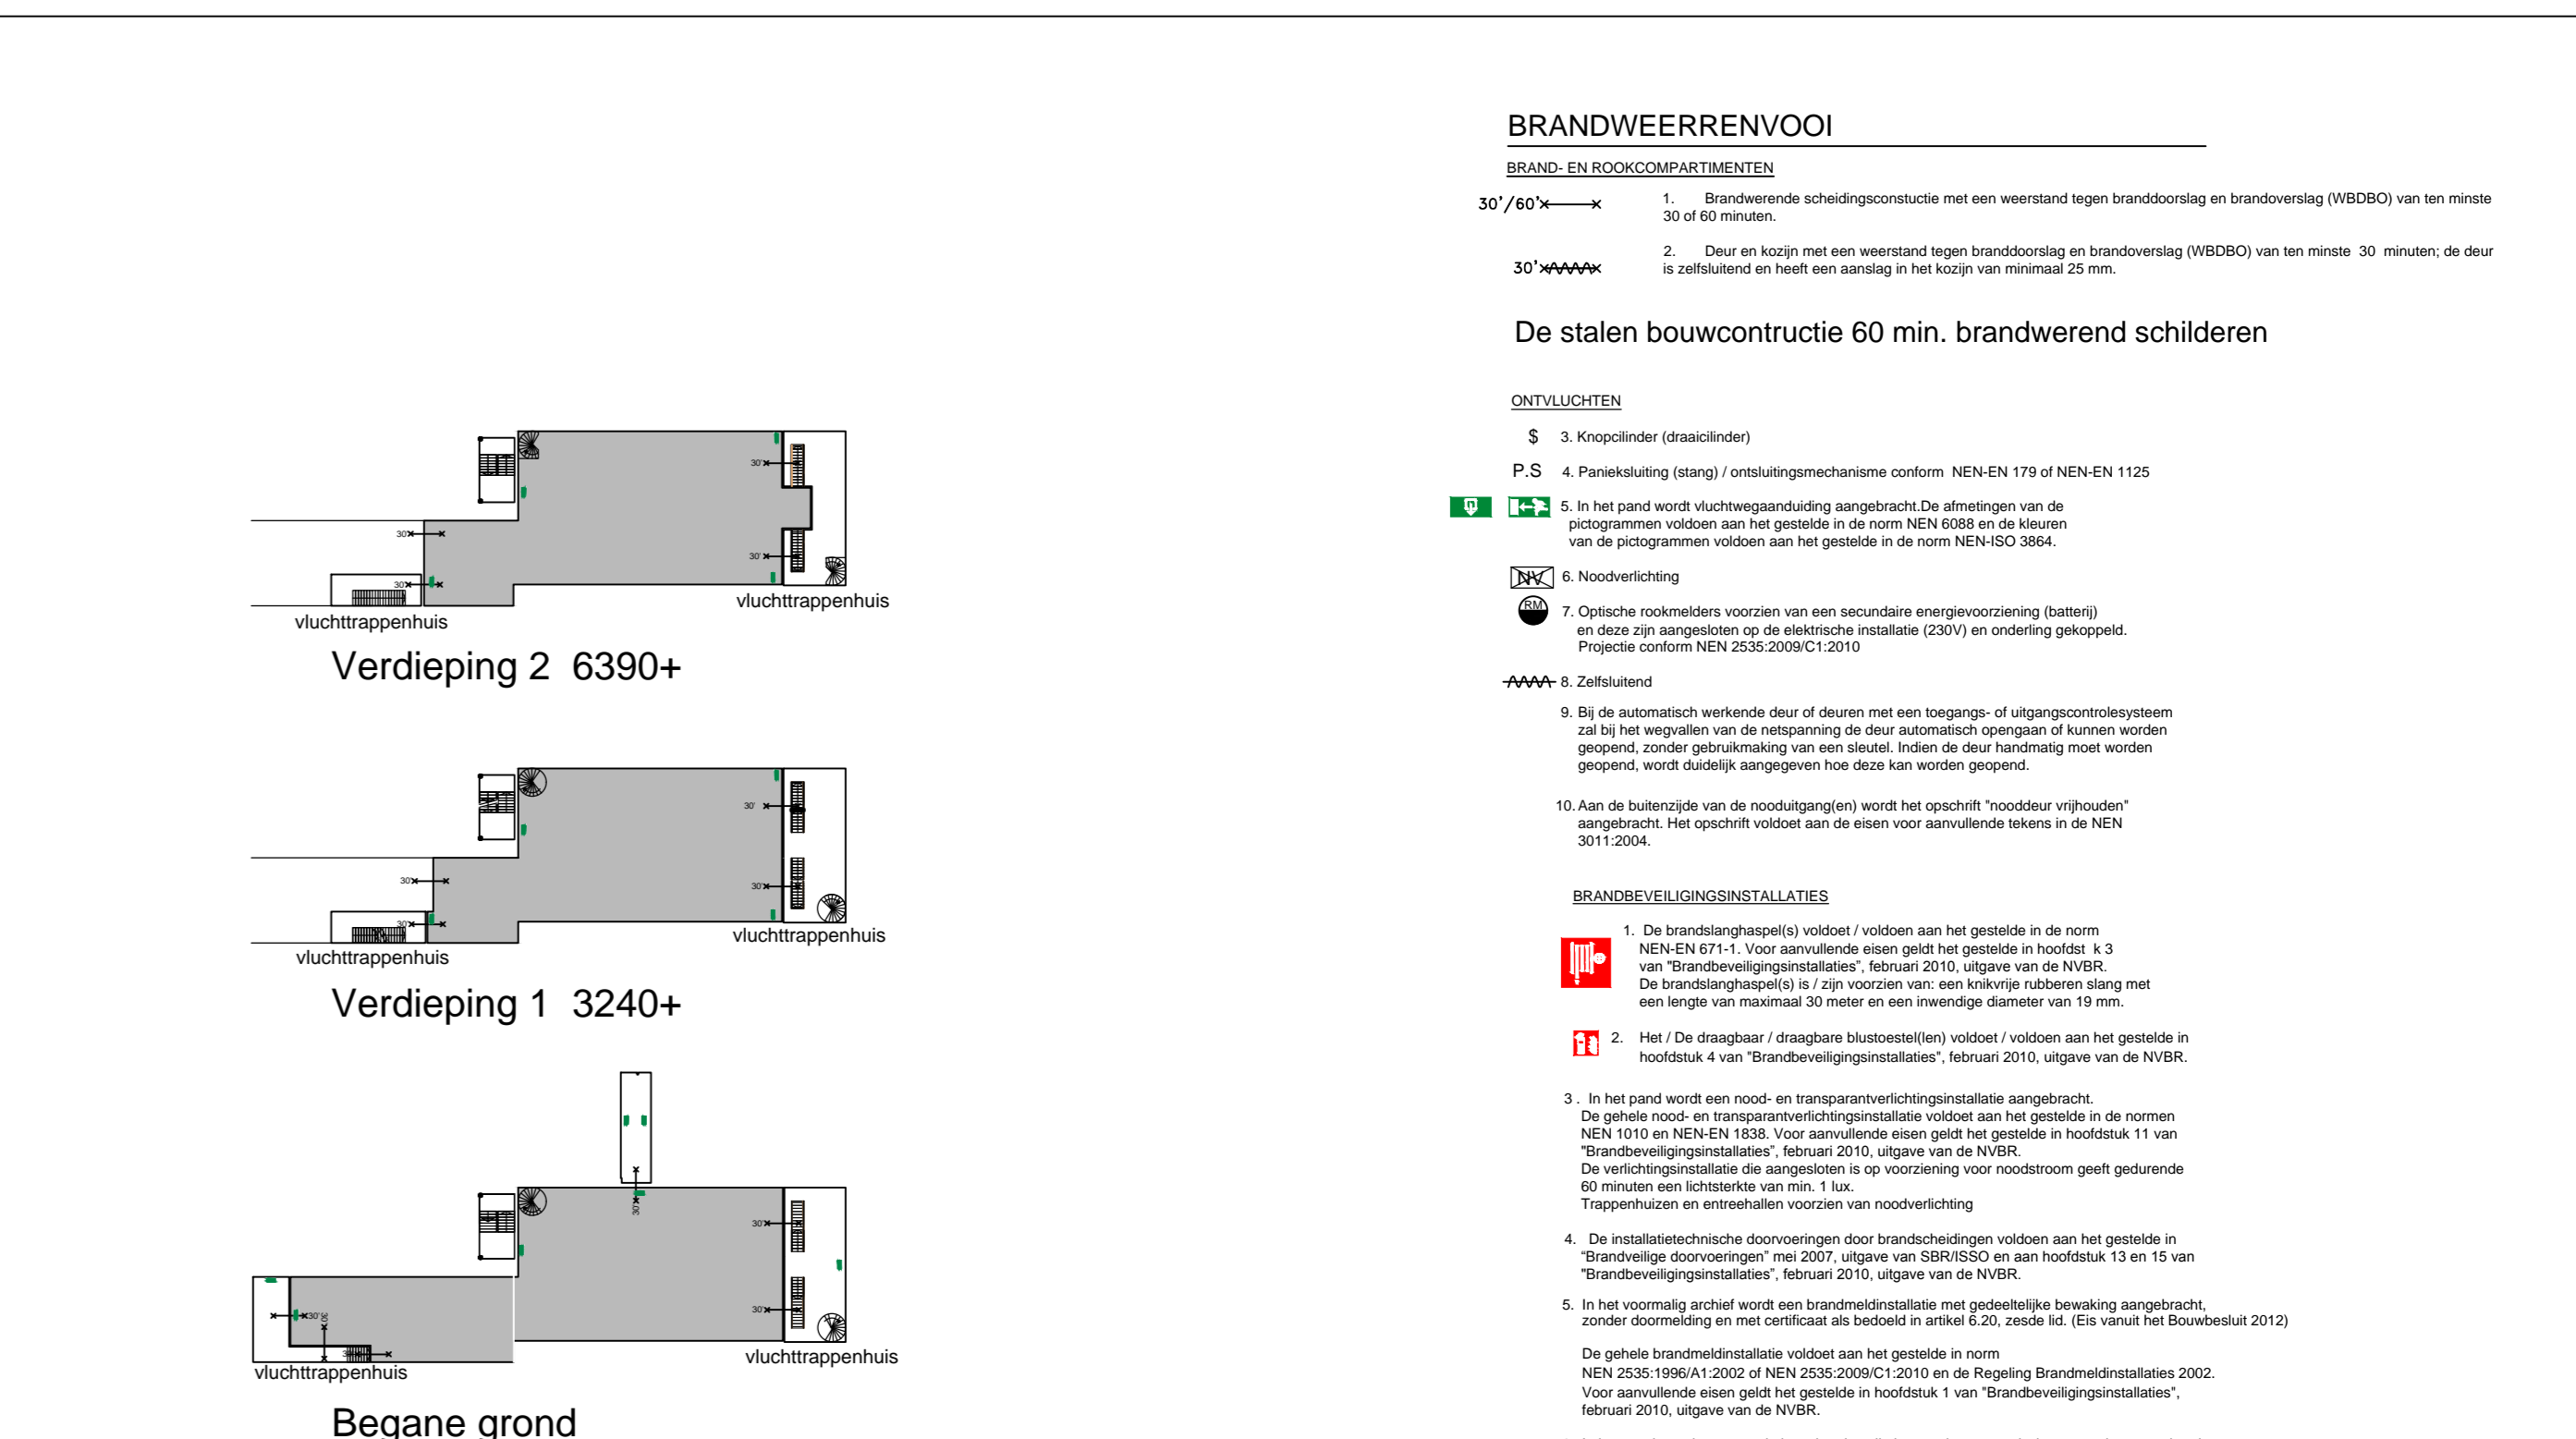 BRANDWEERRENVOOI
BRAND- EN ROOKCOMPARTIMENTEN
30'/60'
1. Brandwerende scheidingsconstuctie met een weerstand tegen branddoorslag en brandoverslag (WBDBO) van ten minste
30 of 60 minuten.
30'
2. Deur en kozijn met een weerstand tegen branddoorslag en brandoverslag (WBDBO) van ten minste 30 minuten; de deur
is zelfsluitend en heeft een aanslag in het kozijn van minimaal 25 mm.
De stalen bouwcontructie 60 min. brandwerend schilderen
ONTVLUCHTEN
$ 3. Knopcilinder (draaicilinder)
P.S 4. Panieksluiting (stang) / ontsluitingsmechanisme conform NEN-EN 179 of NEN-EN 1125
5. In het pand wordt vluchtwegaanduiding aangebracht.De afmetingen van de
pictogrammen voldoen aan het gestelde in de norm NEN 6088 en de kleuren
van de pictogrammen voldoen aan het gestelde in de norm NEN-ISO 3864.
NV 6. Noodverlichting
RM 7. Optische rookmelders voorzien van een secundaire energievoorziening (batterij)
en deze zijn aangesloten op de elektrische installatie (230V) en onderling gekoppeld.
Projectie conform NEN 2535:2009/C1:2010
8. Zelfsluitend
9. Bij de automatisch werkende deur of deuren met een toegangs- of uitgangscontrolesysteem
zal bij het wegvallen van de netspanning de deur automatisch opengaan of kunnen worden
geopend, zonder gebruikmaking van een sleutel. Indien de deur handmatig moet worden
geopend, wordt duidelijk aangegeven hoe deze kan worden geopend.
10. Aan de buitenzijde van de nooduitgang(en) wordt het opschrift "nooddeur vrijhouden"
aangebracht. Het opschrift voldoet aan de eisen voor aanvullende tekens in de NEN
3011:2004.
BRANDBEVEILIGINGSINSTALLATIES
1. De brandslanghaspel(s) voldoet / voldoen aan het gestelde in de norm
NEN-EN 671-1. Voor aanvullende eisen geldt het gestelde in hoofdst k 3
van "Brandbeveiligingsinstallaties", februari 2010, uitgave van de NVBR.
De brandslanghaspel(s) is / zijn voorzien van: een knikvrije rubberen slang met
een lengte van maximaal 30 meter en een inwendige diameter van 19 mm.
2. Het / De draagbaar / draagbare blustoestel(len) voldoet / voldoen aan het gestelde in
hoofdstuk 4 van "Brandbeveiligingsinstallaties", februari 2010, uitgave van de NVBR.
3 . In het pand wordt een nood- en transparantverlichtingsinstallatie aangebracht.
De gehele nood- en transparantverlichtingsinstallatie voldoet aan het gestelde in de normen
NEN 1010 en NEN-EN 1838. Voor aanvullende eisen geldt het gestelde in hoofdstuk 11 van
"Brandbeveiligingsinstallaties", februari 2010, uitgave van de NVBR.
De verlichtingsinstallatie die aangesloten is op voorziening voor noodstroom geeft gedurende
60 minuten een lichtsterkte van min. 1 lux.
Trappenhuizen en entreehallen voorzien van noodverlichting
4. De installatietechnische doorvoeringen door brandscheidingen voldoen aan het gestelde in
“Brandveilige doorvoeringen” mei 2007, uitgave van SBR/ISSO en aan hoofdstuk 13 en 15 van
"Brandbeveiligingsinstallaties", februari 2010, uitgave van de NVBR.
5. In het voormalig archief wordt een brandmeldinstallatie met gedeeltelijke bewaking aangebracht,
zonder doormelding en met certificaat als bedoeld in artikel 6.20, zesde lid. (Eis vanuit het Bouwbesluit 2012)
De gehele brandmeldinstallatie voldoet aan het gestelde in norm
NEN 2535:1996/A1:2002 of NEN 2535:2009/C1:2010 en de Regeling Brandmeldinstallaties 2002.
Voor aanvullende eisen geldt het gestelde in hoofdstuk 1 van "Brandbeveiligingsinstallaties",
februari 2010, uitgave van de NVBR.
30'
30'
30'
30'
vluchttrappenhuis
vluchttrappenhuis
Verdieping 2 6390+
30'
30'
30'
30'
vluchttrappenhuis
vluchttrappenhuis
Verdieping 1 3240+
30'
30'
30'
30'
30'
vluchttrappenhuis
vluchttrappenhuis
Begane grond